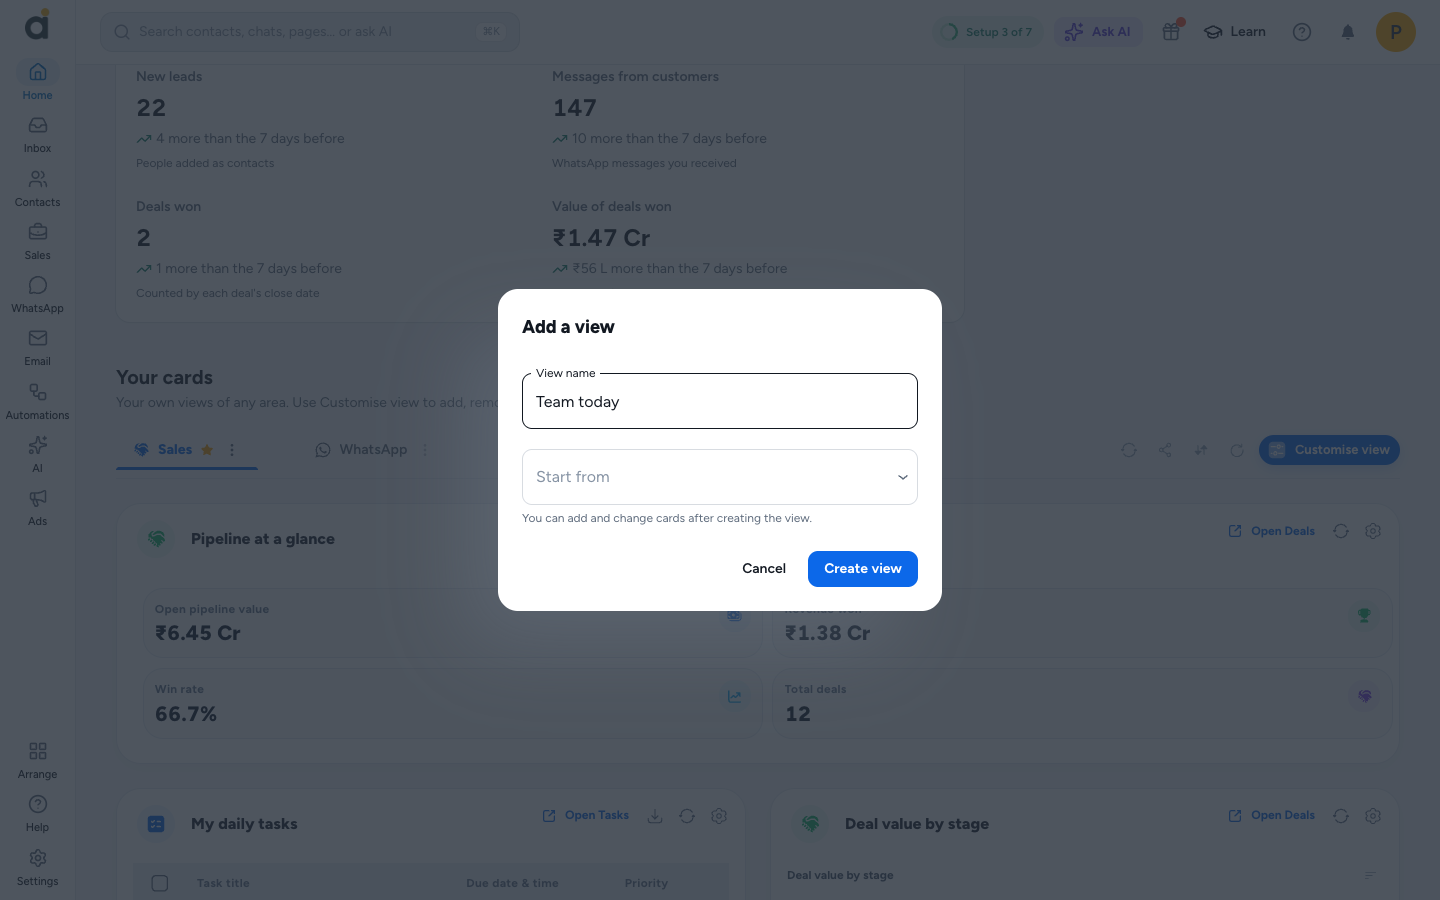 a
Search contacts, chats, pages... or ask AI
⌘K
Setup 3 of 7
Ask AI
Learn
P
Home
Inbox
Contacts
Sales
WhatsApp
Email
Automations
AI
Ads
Arrange
Help
Settings
New leads
22
4 more than the 7 days before
People added as contacts
Messages from customers
147
10 more than the 7 days before
WhatsApp messages you received
Deals won
2
1 more than the 7 days before
Counted by each deal's close date
Value of deals won
₹1.47 Cr
₹56 L more than the 7 days before
Your cards
Your own views of any area. Use Customise view to add,
Sales
WhatsApp
Customise view
Add a view
View name
Team today
Start from
You can add and change cards after creating the view.
Cancel
Create view
Pipeline at a glance
Open Deals
Open pipeline value
₹6.45 Cr
₹1.38 Cr
Win rate
66.7%
Total deals
12
My daily tasks
Open Tasks
Task title
Due date & time
Priority
Deal value by stage
Open Deals
Deal value by stage